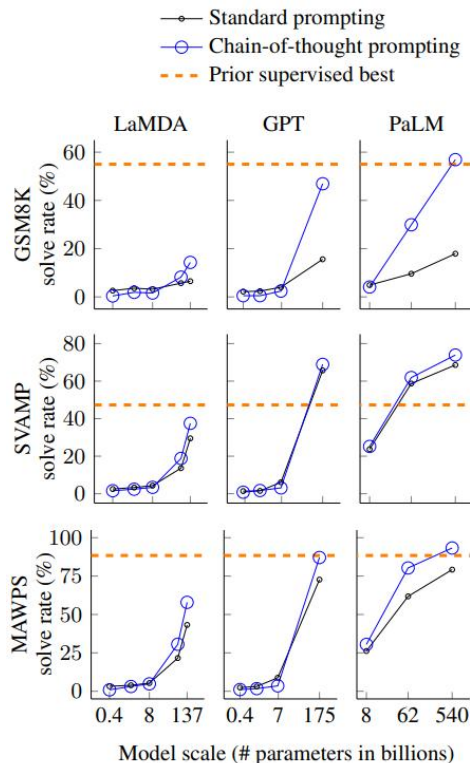 Standard prompting
Chain-of-thought prompting
Prior supervised best
LaMDA GPT PaLM
GSM8K
solve rate (%)
60
40
20
0
SVAMP
solve rate (%)
80
60
40
20
0
MAWPS
solve rate (%)
100
75
50
25
0
0.4 8 137 0.4 7 175 8 62 540
Model scale (# parameters in billions)